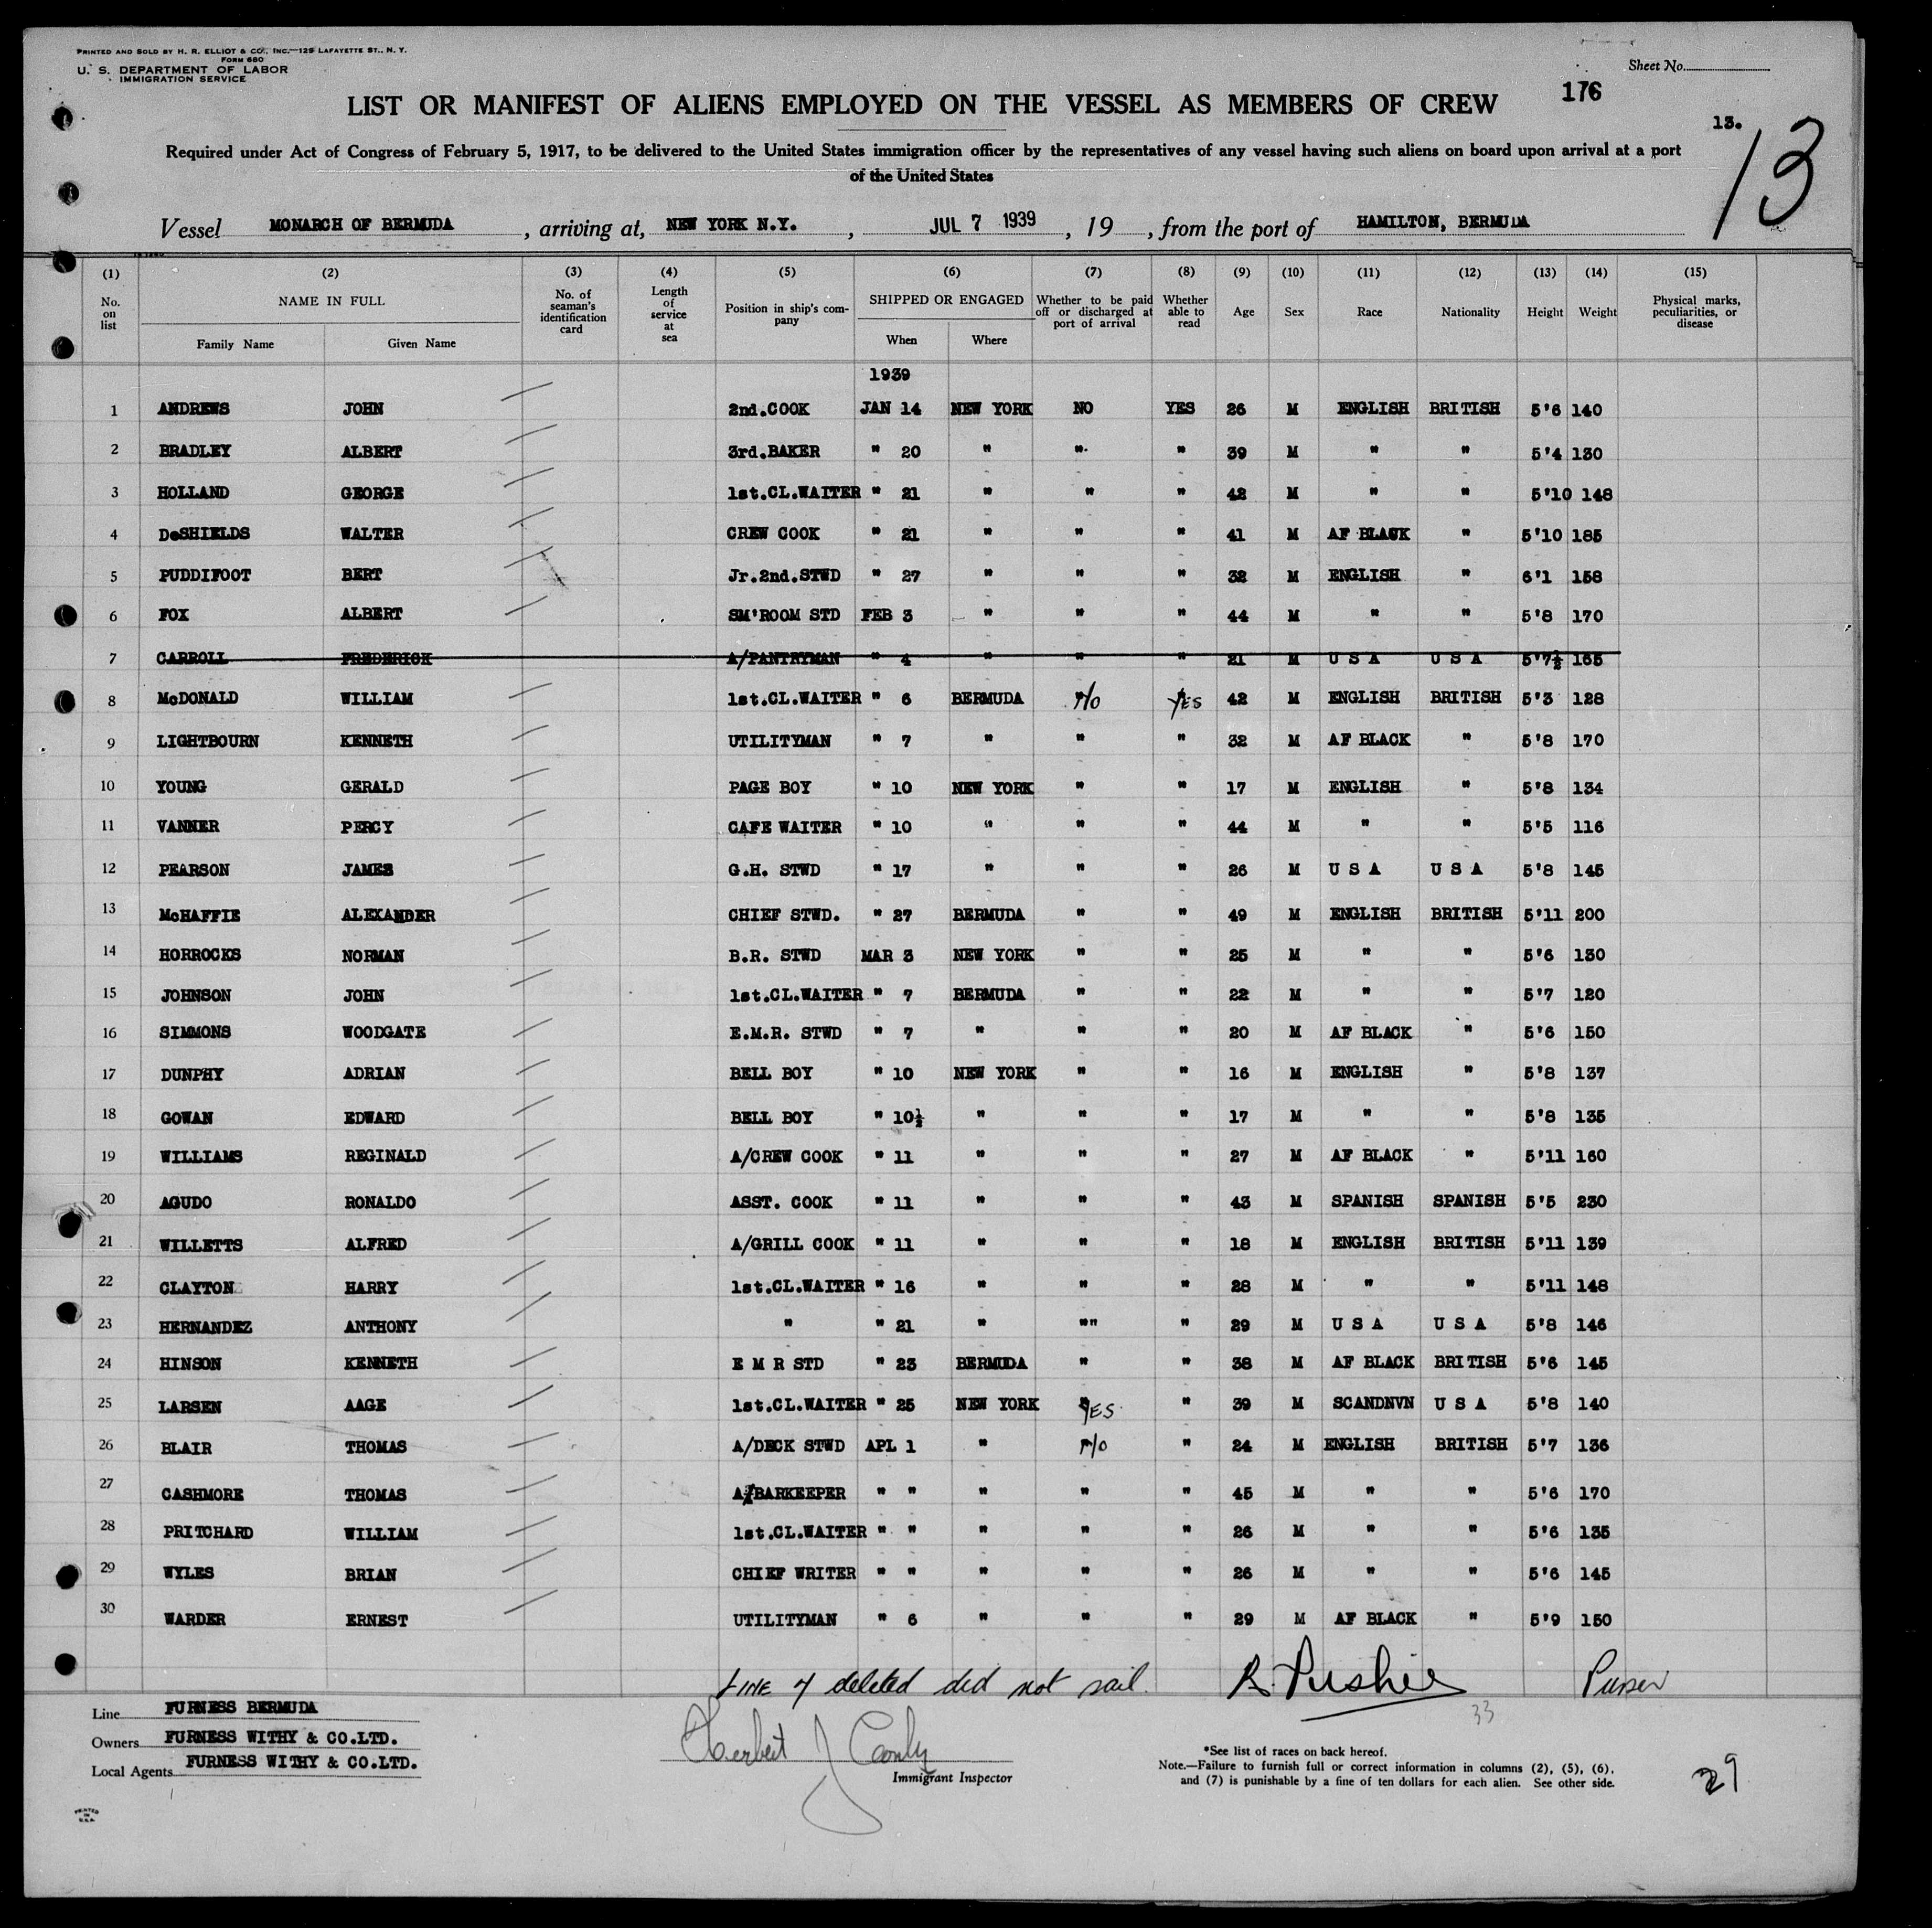 PRINTED AND SOLD BY H. R. ELLIOT & CO., INC.—125 LAFAYETTE ST., N. Y.
FORM 680
U. S. DEPARTMENT OF LABOR
IMMIGRATION SERVICE
Sheet No.
176
LIST OR MANIFEST OF ALIENS EMPLOYED ON THE VESSEL AS MEMBERS OF CREW
13.
13
Required under Act of Congress of February 5, 1917, to be delivered to the United States immigration officer by the representatives of any vessel having such aliens on board upon arrival at a port
of the United States
Vessel MONARCH OF BERMUDA , arriving at, NEW YORK N.Y. , JUL 7 1939 , 19 , from the port of HAMILTON, BERMUDA
(1) (2) (3) (4) (5) (6) (7) (8) (9) (10) (11) (12) (13) (14) (15)
No. on list NAME IN FULL Family Name Given Name No. of seaman's identification card Length of service at sea Position in ship's company SHIPPED OR ENGAGED When Where Whether to be paid off or discharged at port of arrival Whether able to read Age Sex Race Nationality Height Weight Physical marks, peculiarities, or disease
1939
1 ANDREWS JOHN 2nd.COOK JAN 14 NEW YORK NO YES 26 M ENGLISH BRITISH 5'6 140
2 BRADLEY ALBERT 3rd.BAKER " 20 " " " 39 M " " 5'4 130
3 HOLLAND GEORGE 1st.CL.WAITER " 21 " " " 42 M " " 5'10 148
4 DeSHIELDS WALTER CREW COOK " 21 " " " 41 M AF BLACK " 5'10 185
5 PUDDIFOOT BERT Jr.2nd.STWD " 27 " " " 32 M ENGLISH " 6'1 158
6 FOX ALBERT SM'ROOM STD FEB 3 " " " 44 M " " 5'8 170
7 CARROLL FREDERICK A/PANTRYMAN " 4 " " " 21 M U S A U S A 5'7½ 165
8 McDONALD WILLIAM 1st.CL.WAITER " 6 BERMUDA NO YES 42 M ENGLISH BRITISH 5'3 128
9 LIGHTBOURN KENNETH UTILITYMAN " 7 " " " 32 M AF BLACK " 5'8 170
10 YOUNG GERALD PAGE BOY " 10 NEW YORK " " 17 M ENGLISH " 5'8 134
11 VANNER PERCY CAFE WAITER " 10 " " " 44 M " " 5'5 116
12 PEARSON JAMES G.H. STWD " 17 " " " 26 M U S A U S A 5'8 145
13 McHAFFIE ALEXANDER CHIEF STWD. " 27 BERMUDA " " 49 M ENGLISH BRITISH 5'11 200
14 HORROCKS NORMAN B.R. STWD MAR 3 NEW YORK " " 25 M " " 5'6 130
15 JOHNSON JOHN 1st.CL.WAITER " 7 BERMUDA " " 22 M " " 5'7 120
16 SIMMONS WOODGATE E.M.R. STWD " 7 " " " 20 M AF BLACK " 5'6 150
17 DUNPHY ADRIAN BELL BOY " 10 NEW YORK " " 16 M ENGLISH " 5'8 137
18 GOWAN EDWARD BELL BOY " 10½ " " " 17 M " " 5'8 135
19 WILLIAMS REGINALD A/CREW COOK " 11 " " " 27 M AF BLACK " 5'11 160
20 AGUDO RONALDO ASST. COOK " 11 " " " 43 M SPANISH SPANISH 5'5 230
21 WILLETTS ALFRED A/GRILL COOK " 11 " " " 18 M ENGLISH BRITISH 5'11 139
22 CLAYTON HARRY 1st.CL.WAITER " 16 " " " 28 M " " 5'11 148
23 HERNANDEZ ANTHONY " " 21 " "" " 29 M U S A U S A 5'8 146
24 HINSON KENNETH E M R STD " 23 BERMUDA " " 38 M AF BLACK BRITISH 5'6 145
25 LARSEN AAGE 1st.CL.WAITER " 25 NEW YORK YES " 39 M SCANDNVN U S A 5'8 140
26 BLAIR THOMAS A/DECK STWD APL 1 " NO " 24 M ENGLISH BRITISH 5'7 136
27 CASHMORE THOMAS A/BARKEEPER " " " " " 45 M " " 5'6 170
28 PRITCHARD WILLIAM 1st.CL.WAITER " " " " " 26 M " " 5'6 135
29 WYLES BRIAN CHIEF WRITER " " " " " 26 M " " 5'6 145
30 WARDER ERNEST UTILITYMAN " 6 " " " 29 M AF BLACK " 5'9 150
LINE 7 deleted did not sail. R. Pushie Purser
33
Line FURNESS BERMUDA
Owners FURNESS WITHY & CO.LTD.
Local Agents FURNESS WITHY & CO.LTD.
Herbert J
Immigrant Inspector
*See list of races on back hereof.
Note.—Failure to furnish full or correct information in columns (2), (5), (6),
and (7) is punishable by a fine of ten dollars for each alien. See other side.
29
PRINTED IN U.S.A.